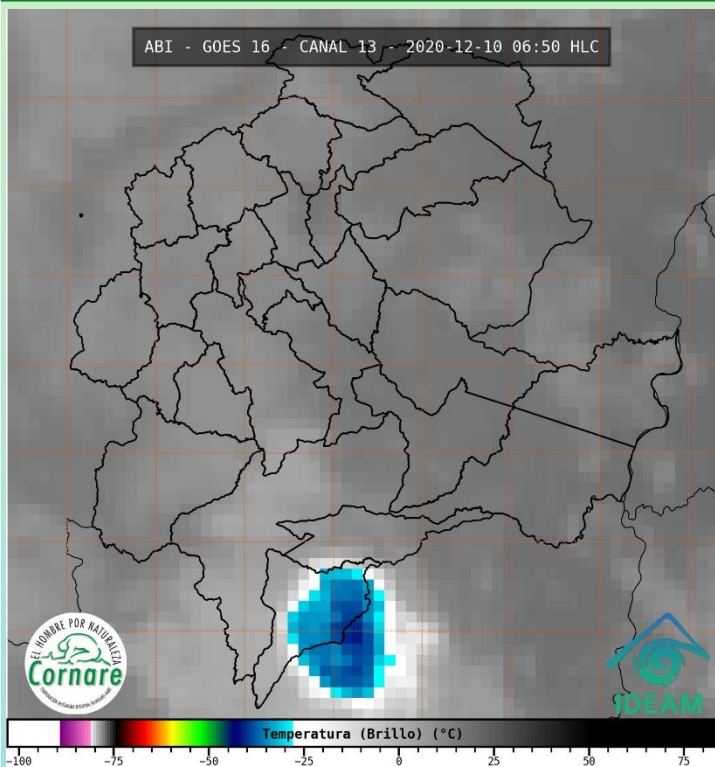 ABI - GOES 16 - CANAL 13 - 2020-12-10 06:50 HLC
EL HOMBRE POR NATURALEZA
Cornare
IDEAM
Temperatura (Brillo) (°C)
-100 -75 -50 -25 0 25 50 75